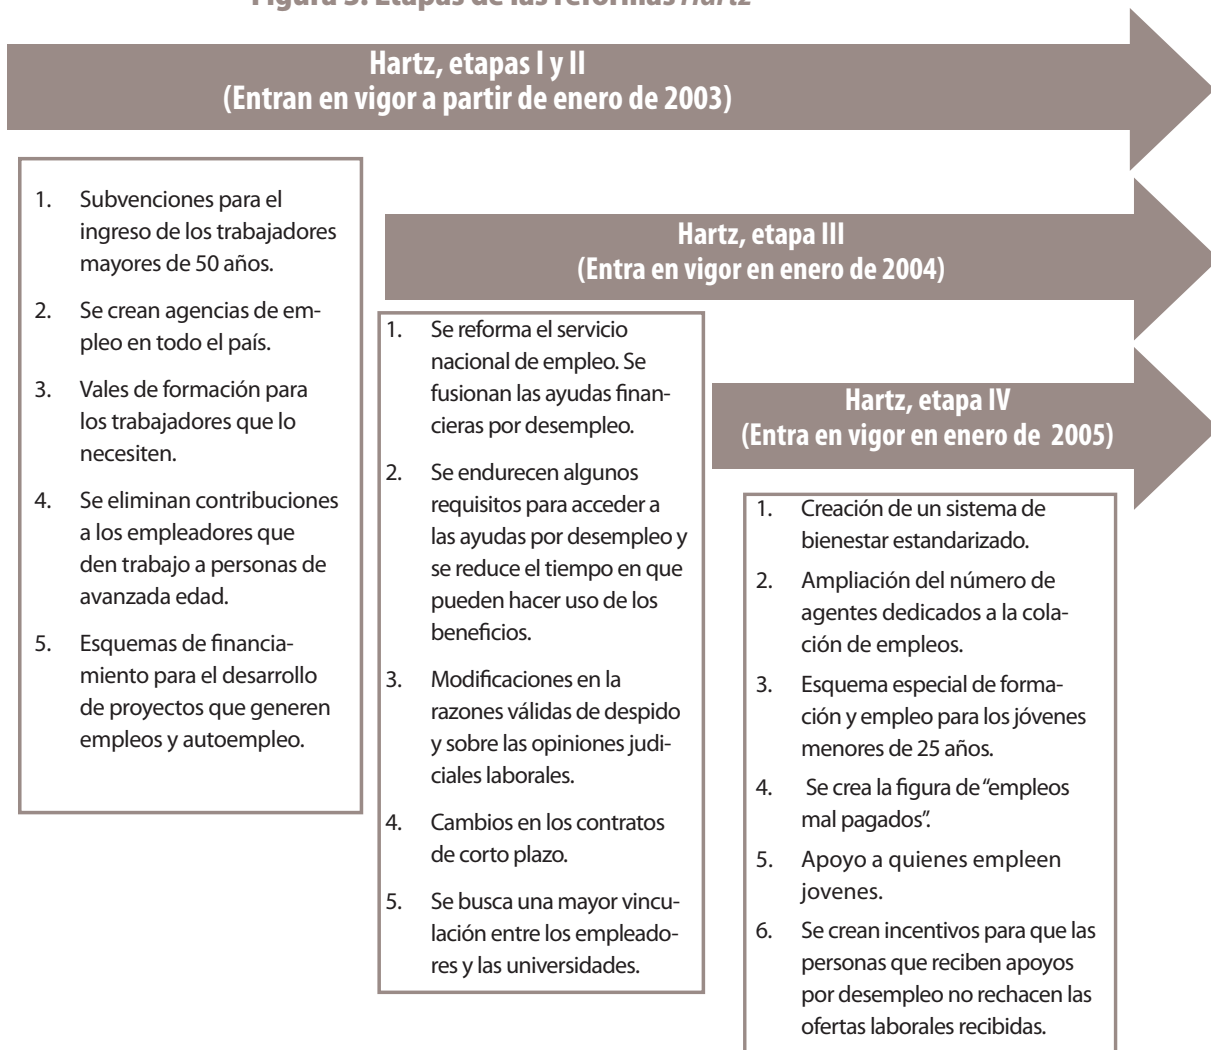 Figura 3. Etapas de las reformas Hartz
Hartz, etapas I y II
(Entran en vigor a partir de enero de 2003)
1. Subvenciones para el
ingreso de los trabajadores
mayores de 50 años.
2. Se crean agencias de em-
pleo en todo el país.
3. Vales de formación para
los trabajadores que lo
necesiten.
4. Se eliminan contribuciones
a los empleadores que
den trabajo a personas de
avanzada edad.
5. Esquemas de financia-
miento para el desarrollo
de proyectos que generen
empleos y autoempleo.
Hartz, etapa III
(Entra en vigor en enero de 2004)
1. Se reforma el servicio
nacional de empleo. Se
fusionan las ayudas finan-
cieras por desempleo.
2. Se endurecen algunos
requisitos para acceder a
las ayudas por desempleo y
se reduce el tiempo en que
pueden hacer uso de los
beneficios.
3. Modificaciones en la
razones válidas de despido
y sobre las opiniones judi-
ciales laborales.
4. Cambios en los contratos
de corto plazo.
5. Se busca una mayor vincu-
lación entre los empleado-
res y las universidades.
Hartz, etapa IV
(Entra en vigor en enero de 2005)
1. Creación de un sistema de
bienestar estandarizado.
2. Ampliación del número de
agentes dedicados a la cola-
ción de empleos.
3. Esquema especial de forma-
ción y empleo para los jóvenes
menores de 25 años.
4. Se crea la figura de “empleos
mal pagados”.
5. Apoyo a quienes empleen
jovenes.
6. Se crean incentivos para que las
personas que reciben apoyos
por desempleo no rechacen las
ofertas laborales recibidas.